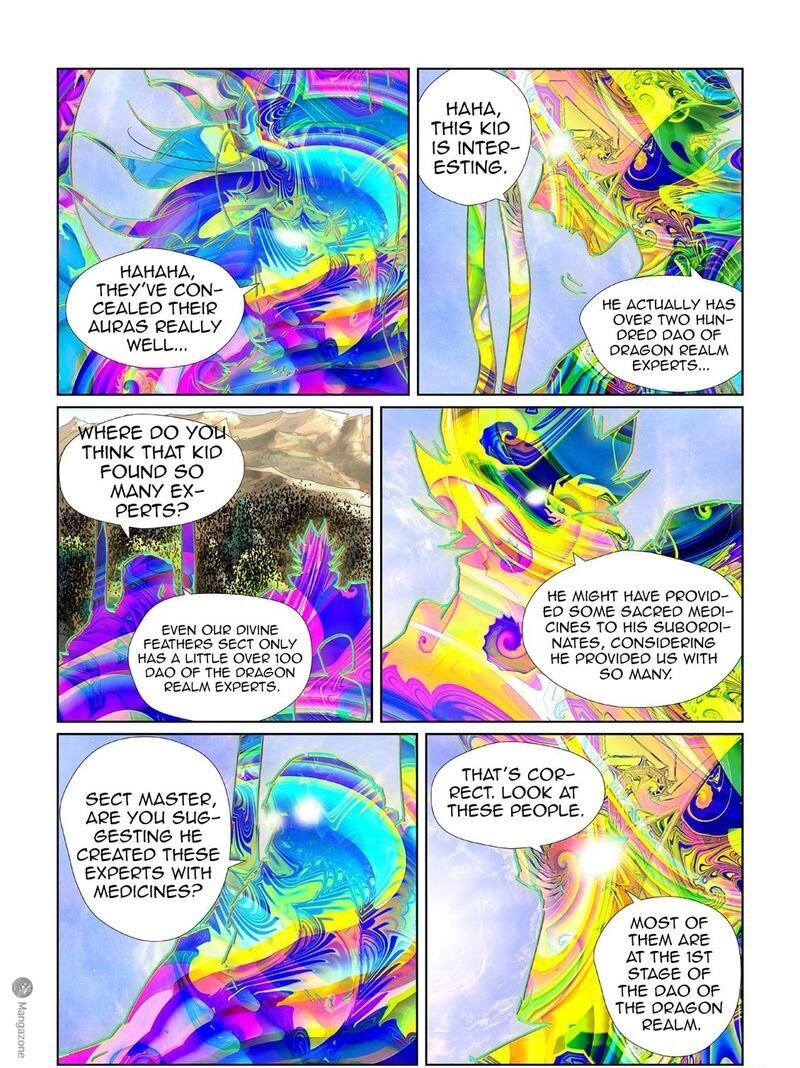 HAHAHA,
THEY'VE CON-
CEALED THEIR
AURAS REALLY
WELL...
HAHA,
THIS KID
IS INTER-
ESTING.
HE ACTUALLY HAS
OVER TWO HUN-
DRED DAO OF
DRAGON REALM
EXPERTS...
WHERE DO YOU
THINK THAT KID
FOUND SO
MANY EX-
PERTS?
EVEN OUR DIVINE
FEATHERS SECT ONLY
HAS A LITTLE OVER 100
DAO OF THE DRAGON
REALM EXPERTS.
HE MIGHT HAVE PROVID-
ED SOME SACRED MEDI-
CINES TO HIS SUBORDI-
NATES, CONSIDERING
HE PROVIDED US WITH
SO MANY.
SECT MASTER,
ARE YOU SUG-
GESTING HE
CREATED THESE
EXPERTS WITH
MEDICINES?
THAT'S COR-
RECT. LOOK AT
THESE PEOPLE.
MOST OF
THEM ARE
AT THE 1ST
STAGE OF
THE DAO OF
THE DRAGON
REALM.
Mangazone